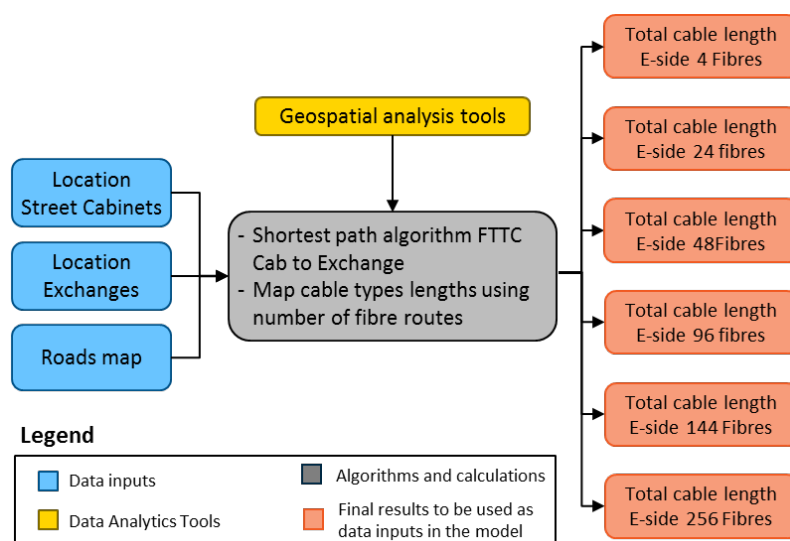 Total cable length
E-side 4 Fibres
Geospatial analysis tools
Total cable length
E-side 24 fibres
Location
Street Cabinets
Total cable length
E-side 48Fibres
- Shortest path algorithm FTTC
Cab to Exchange
- Map cable types lengths using
number of fibre routes
Location
Exchanges
Total cable length
E-side 96 fibres
Roads map
Total cable length
E-side 144 Fibres
Total cable length
E-side 256 Fibres
Legend
Data inputs
Algorithms and calculations
Data Analytics Tools
Final results to be used as
data inputs in the model